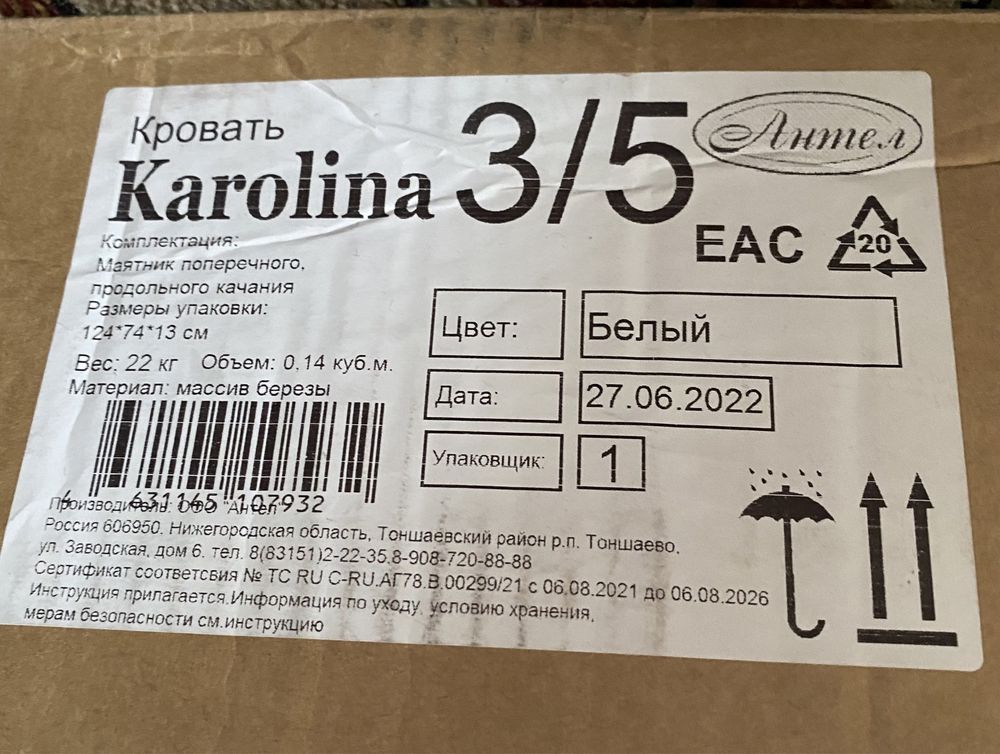 Кровать
Karolina 3/5
Антел
EAC
20
Комплектация:
Маятник поперечного,
продольного качания
Размеры упаковки:
124*74*13 см
Вес: 22 кг Объем: 0,14 куб.м.
Материал: массив березы
Цвет: Белый
Дата: 27.06.2022
Упаковщик: 1
4 631165 107932
Производитель: ООО "Антел"
Россия 606950. Нижегородская область, Тоншаевский район р.п. Тоншаево,
ул. Заводская, дом 6. тел. 8(83151)2-22-35,8-908-720-88-88
Сертификат соответсвия № ТС RU C-RU.АГ78.В.00299/21 с 06.08.2021 до 06.08.2026
Инструкция прилагается.Информация по уходу, условию хранения,
мерам безопасности см.инструкцию